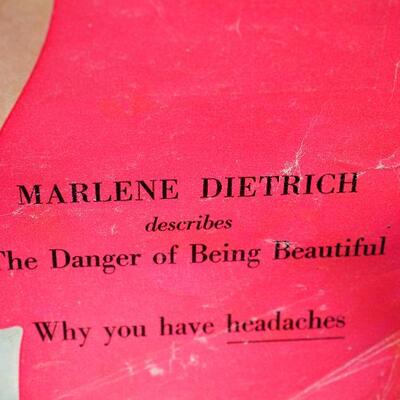 MARLENE DIETRICH
describes
The Danger of Being Beautiful
Why you have headaches